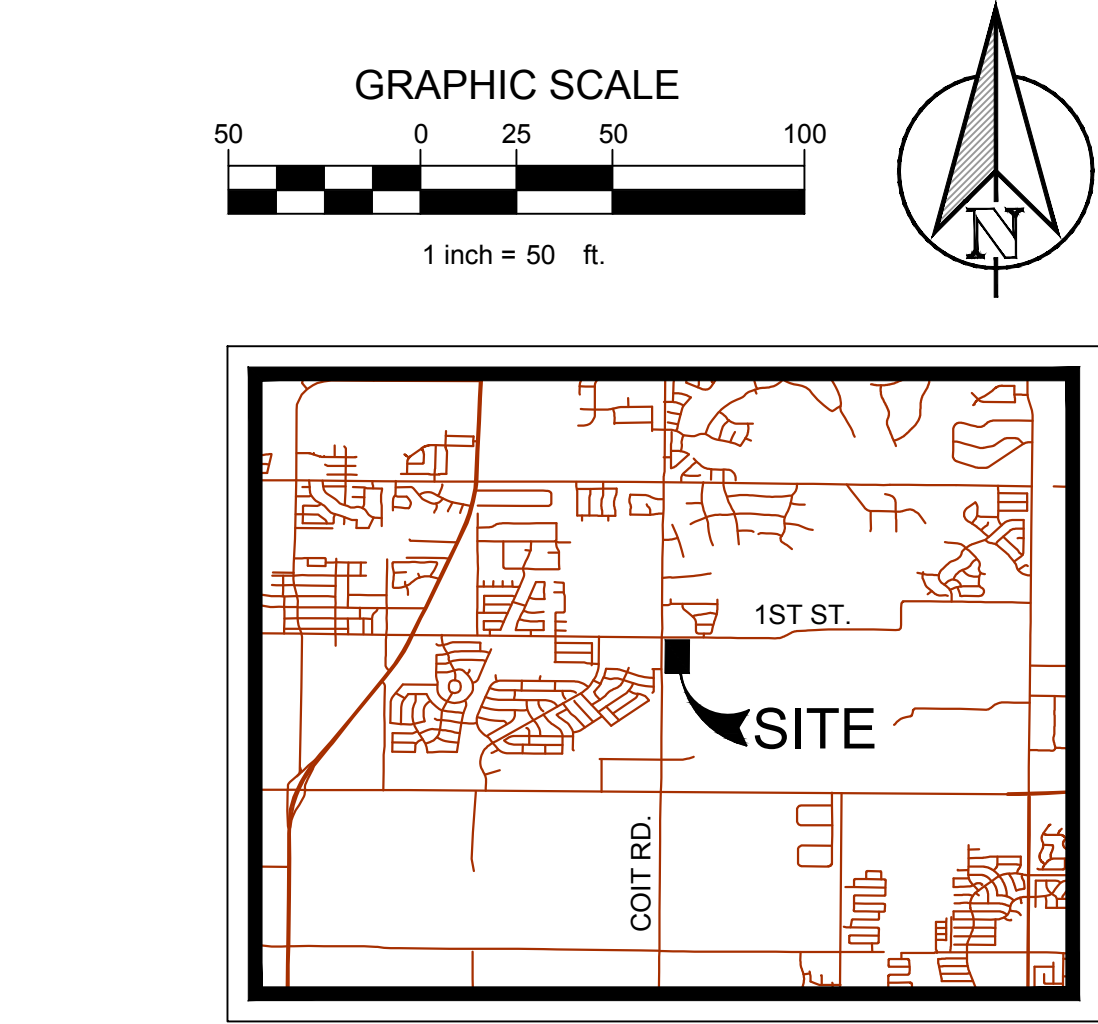 GRAPHIC SCALE
50 0 25 50 100
1 inch = 50 ft.
N
1ST ST.
SITE
COIT RD.